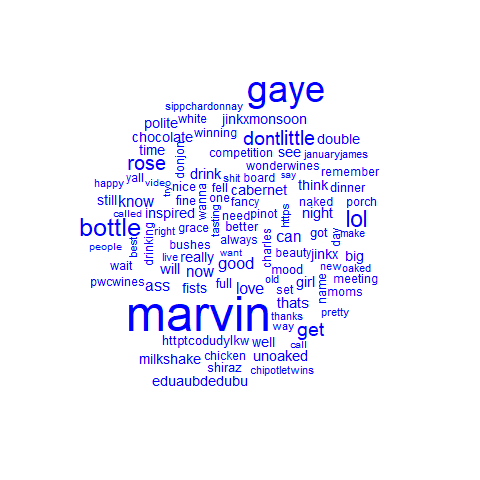 gaye
sippchardonnay
polite white jinkxmonsoon
chocolate winning dontlittle double
time donjon competition see januaryjames
rose wonderwines remember
yall drink shit board say
happy video try nice wanna fell cabernet think dinner
still know fine one fancy naked porch
called inspired tasting need pinot https night lol
bottle right grace better day make
people best drinking bushes always charles can got
live really want beauty jinkx big
wait will now good mood new oaked
pwcwines ass fists full love old set girl name meeting
thats moms
marvin thanks pretty
way get
httptcodudylkw well call
milkshake chicken unoaked
shiraz chipotletwins
eduaubdedubu